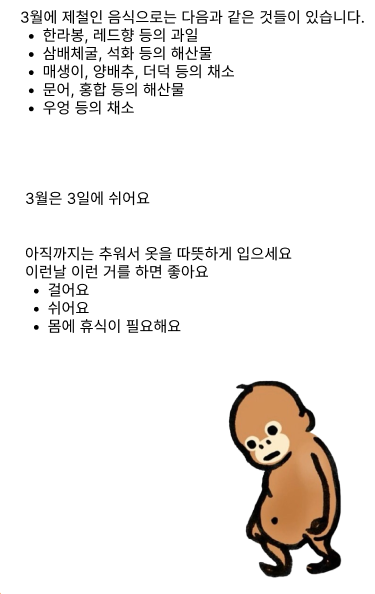 3월에 제철인 음식으로는 다음과 같은 것들이 있습니다.
• 한라봉, 레드향 등의 과일
• 삼배체굴, 석화 등의 해산물
• 매생이, 양배추, 더덕 등의 채소
• 문어, 홍합 등의 해산물
• 우엉 등의 채소
3월은 3일에 쉬어요
아직까지는 추워서 옷을 따뜻하게 입으세요
이런날 이런 거를 하면 좋아요
• 걸어요
• 쉬어요
• 몸에 휴식이 필요해요